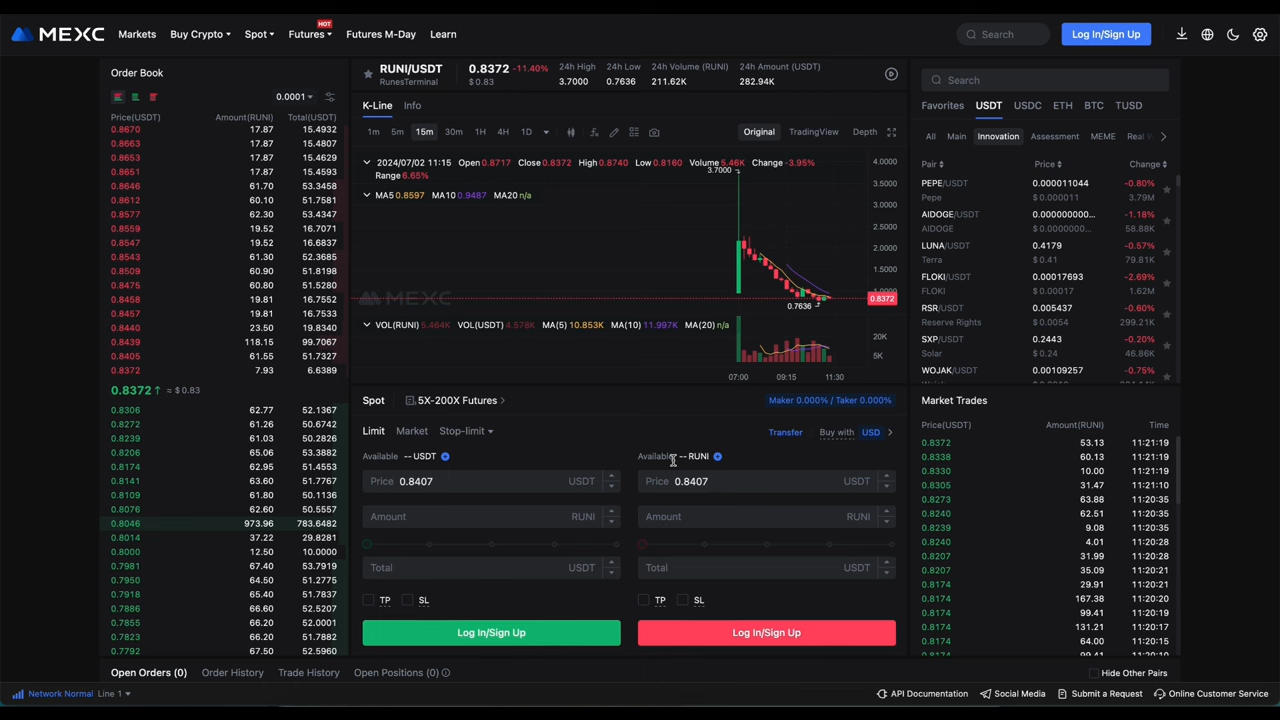 MEXC Markets Buy Crypto Spot Futures HOT Futures M-Day Learn Search Log In/Sign Up
Order Book
0.0001
Price(USDT) Amount(RUNI) Total(USDT)
0.8670 17.87 15.4932
0.8663 17.87 15.4807
0.8653 17.87 15.4629
0.8651 17.87 15.4593
0.8646 61.70 53.3458
0.8612 60.10 51.7581
0.8577 62.30 53.4347
0.8559 19.52 16.7071
0.8547 19.52 16.6837
0.8543 61.30 52.3685
0.8509 60.90 51.8198
0.8475 60.80 51.5280
0.8458 19.81 16.7552
0.8457 19.81 16.7533
0.8440 23.50 19.8340
0.8439 118.15 99.7067
0.8405 61.55 51.7327
0.8372 7.93 6.6389
0.8372↑ ≈ $ 0.83
0.8306 62.77 52.1367
0.8273 61.25 50.6742
0.8239 61.03 50.2826
0.8206 65.06 53.3882
0.8174 62.95 51.4553
0.8141 63.60 51.7767
0.8109 61.80 50.1136
0.8076 62.60 50.5557
0.8046 973.96 783.6482
0.8014 37.22 29.8281
0.8000 12.50 10.0000
0.7981 67.40 53.7919
0.7950 64.50 51.2775
0.7918 65.40 51.7837
0.7886 66.60 52.5207
0.7855 66.20 52.0001
0.7823 66.20 51.7882
0.7792 67.50 52.5960
RUNI/USDT
RunesTerminal
0.8372 -11.40%
$ 0.83
24h High
3.7000
24h Low
0.7636
24h Volume (RUNI)
211.62K
24h Amount (USDT)
282.94K
K-Line Info
1m 5m 15m 30m 1H 4H 1D Original TradingView Depth
2024/07/02 11:15 Open 0.8717 Close 0.8372 High 0.8740 Low 0.8160 Volume 5.46K Change -3.95%
Range 6.65%
MA5 0.8597 MA10 0.9487 MA20 n/a
3.7000
4.0000
3.5000
3.0000
2.5000
2.0000
1.5000
1.0000
0.8372
MEXC
0.7636
VOL(RUNI) 5.464K VOL(USDT) 4.578K MA(5) 10.853K MA(10) 11.997K MA(20) n/a
20K
5K
07:00 09:15 11:30
Spot 5X-200X Futures Maker 0.000% / Taker 0.000%
Limit Market Stop-limit Transfer Buy with USD
Available -- USDT Available -- RUNI
Price 0.8407 USDT Price 0.8407 USDT
Amount RUNI Amount RUNI
Total USDT Total USDT
TP SL TP SL
Log In/Sign Up Log In/Sign Up
Search
Favorites USDT USDC ETH BTC TUSD
All Main Innovation Assessment MEME Real
Pair Price Change
PEPE/USDT 0.000011044 -0.80%
Pepe $ 0.000011 3.79M
AIDOGE/USDT 0.000000000... -1.18%
AIDOGE $ 0.0000000... 58.88K
LUNA/USDT 0.4179 -0.57%
Terra $ 0.41 79.81K
FLOKI/USDT 0.00017693 -2.69%
FLOKI $ 0.00017 1.62M
RSR/USDT 0.005437 -0.60%
Reserve Rights $ 0.0054 299.21K
SXP/USDT 0.2443 -0.20%
Solar $ 0.24 46.86K
WOJAK/USDT 0.00109257 -0.75%
Market Trades
Price(USDT) Amount(RUNI) Time
0.8372 53.13 11:21:19
0.8338 60.13 11:21:19
0.8330 10.00 11:21:19
0.8305 31.47 11:21:10
0.8273 63.88 11:20:35
0.8240 62.51 11:20:35
0.8239 9.08 11:20:35
0.8240 4.01 11:20:28
0.8207 31.99 11:20:28
0.8207 35.09 11:20:21
0.8174 29.91 11:20:21
0.8174 167.38 11:20:20
0.8174 99.41 11:20:19
0.8174 131.21 11:20:17
0.8174 64.00 11:20:15
0.8174 99.41 11:20:15
Open Orders (0) Order History Trade History Open Positions (0) Hide Other Pairs
Network Normal Line 1 API Documentation Social Media Submit a Request Online Customer Service